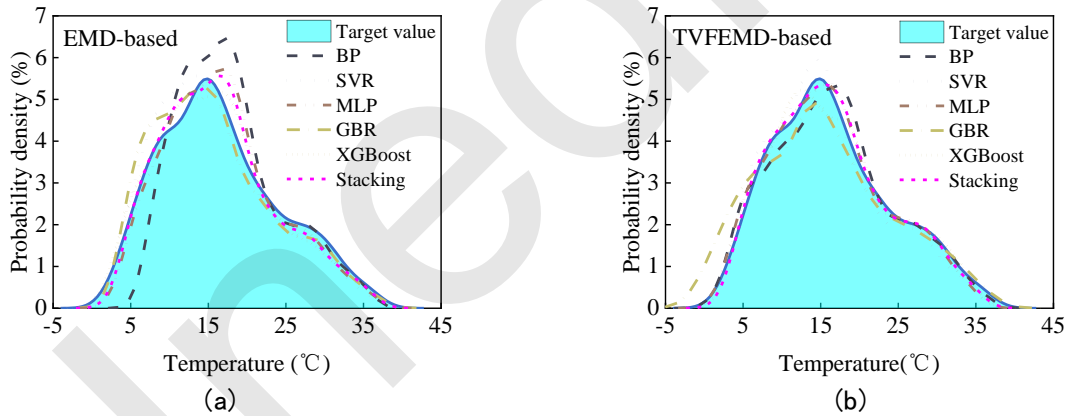 EMD-based
Target value
BP
SVR
MLP
GBR
XGBoost
Stacking
Probability density (%)
7
6
5
4
3
2
1
0
-5
5
15
25
35
45
Temperature (℃)
(a)
TVFEMD-based
Target value
BP
SVR
MLP
GBR
XGBoost
Stacking
Probability density (%)
7
6
5
4
3
2
1
0
-5
5
15
25
35
45
Temperature(℃)
(b)